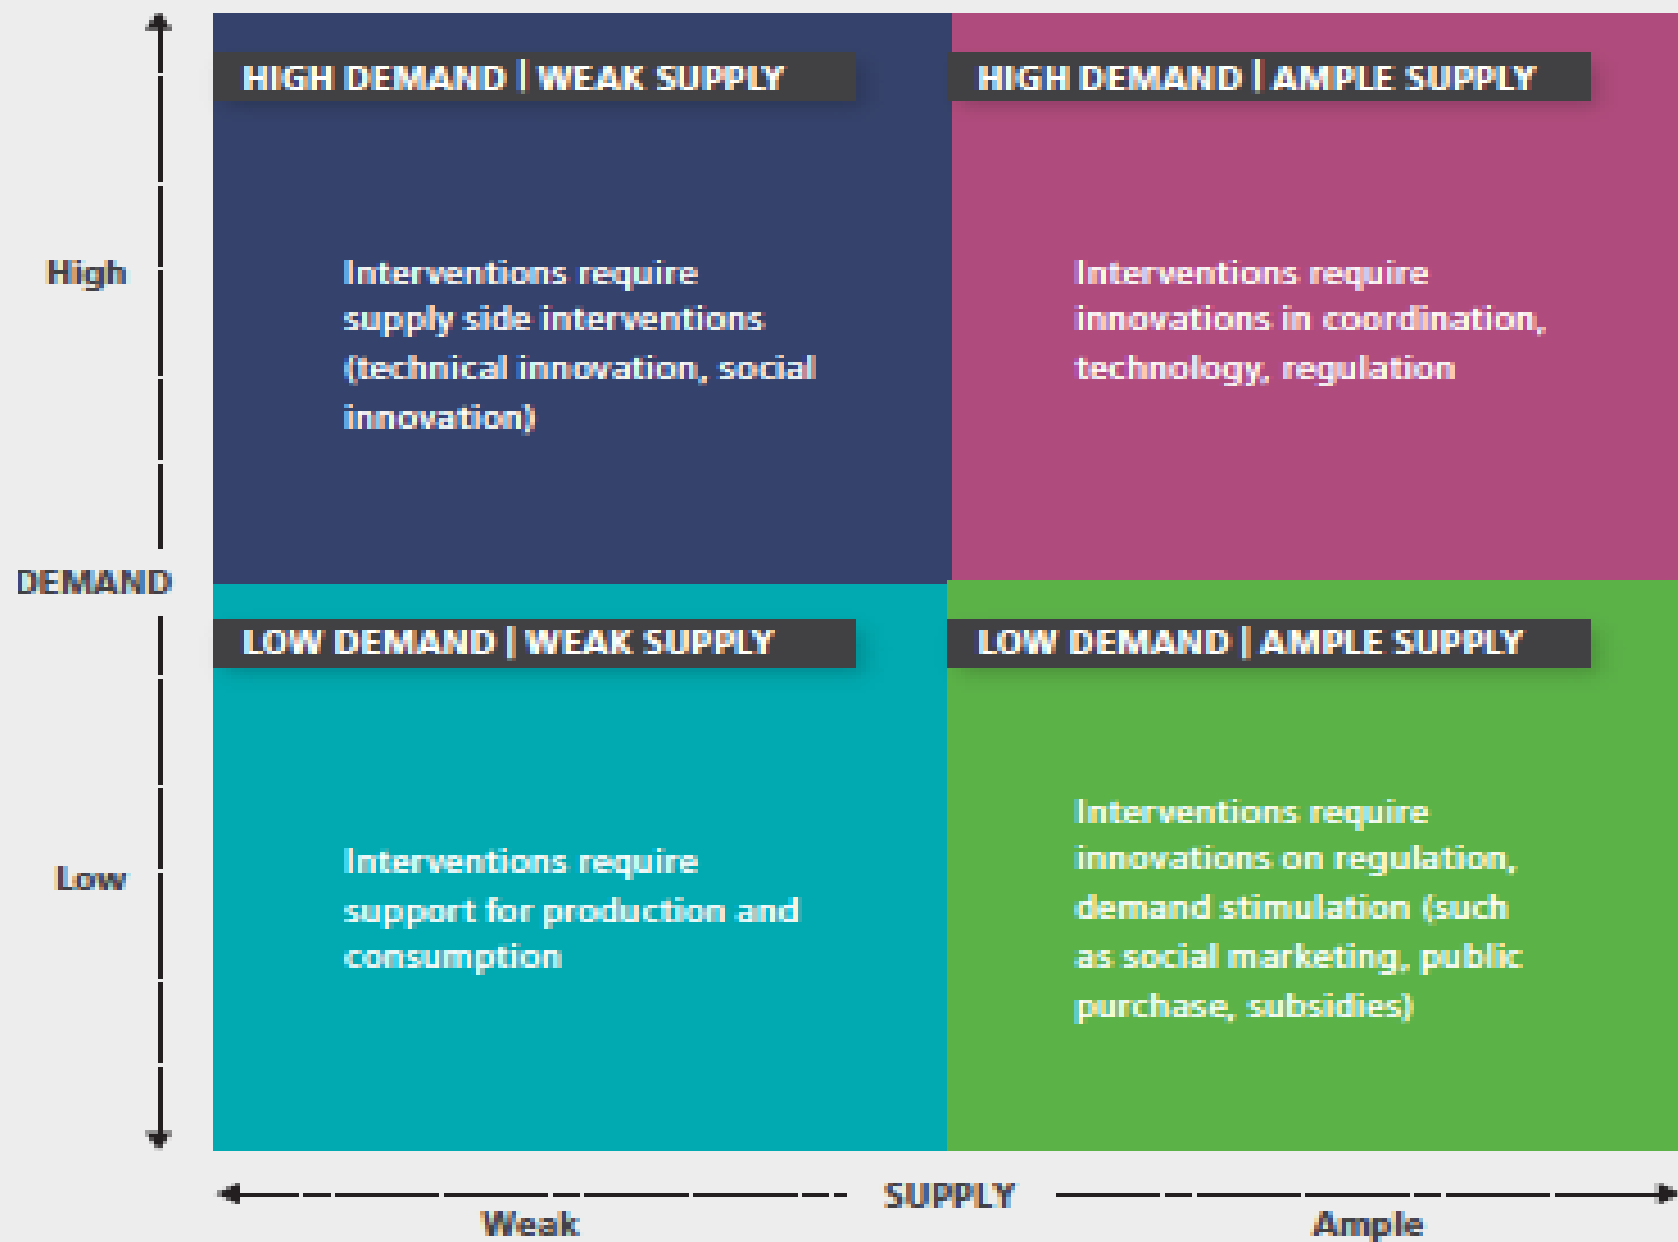 HIGH DEMAND | WEAK SUPPLY
Interventions require
supply side interventions
(technical innovation, social
innovation)
HIGH DEMAND | AMPLE SUPPLY
Interventions require
innovations in coordination,
technology, regulation
High
DEMAND
Low
LOW DEMAND | WEAK SUPPLY
Interventions require
support for production and
consumption
LOW DEMAND | AMPLE SUPPLY
Interventions require
innovations on regulation,
demand stimulation (such
as social marketing, public
purchase, subsidies)
SUPPLY
Weak
Ample